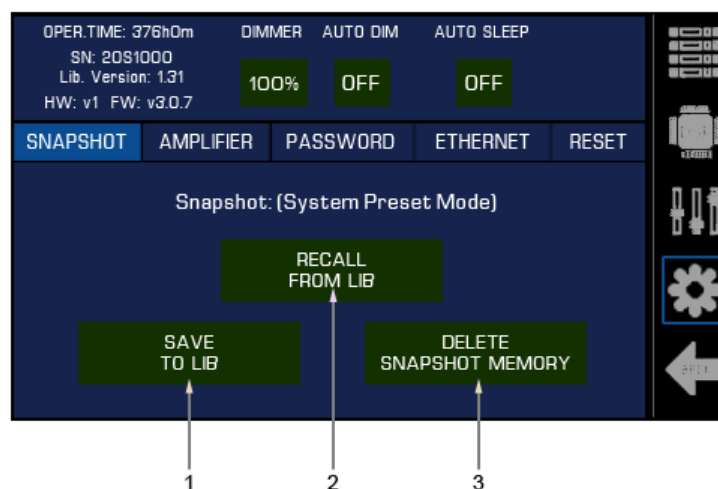 OPER.TIME: 376h0m
SN: 20S1000
Lib. Version: 1.31
HW: v1 FW: v3.0.7
DIMMER AUTO DIM AUTO SLEEP
100% OFF OFF
SNAPSHOT AMPLIFIER PASSWORD ETHERNET RESET
Snapshot: (System Preset Mode)
RECALL
FROM LIB
SAVE
TO LIB
DELETE
SNAPSHOT MEMORY
1 2 3